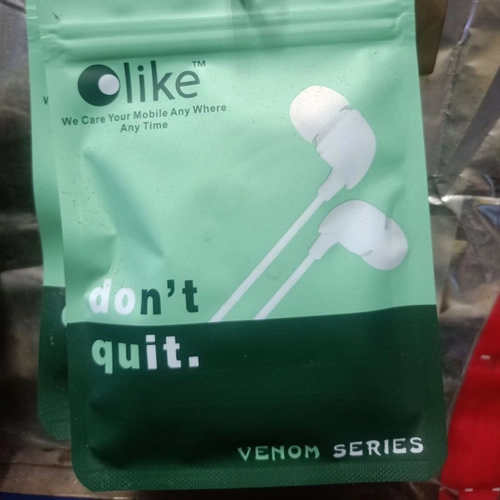 Olike™
We Care Your Mobile Any Where
Any Time
don't
quit.
VENOM SERIES